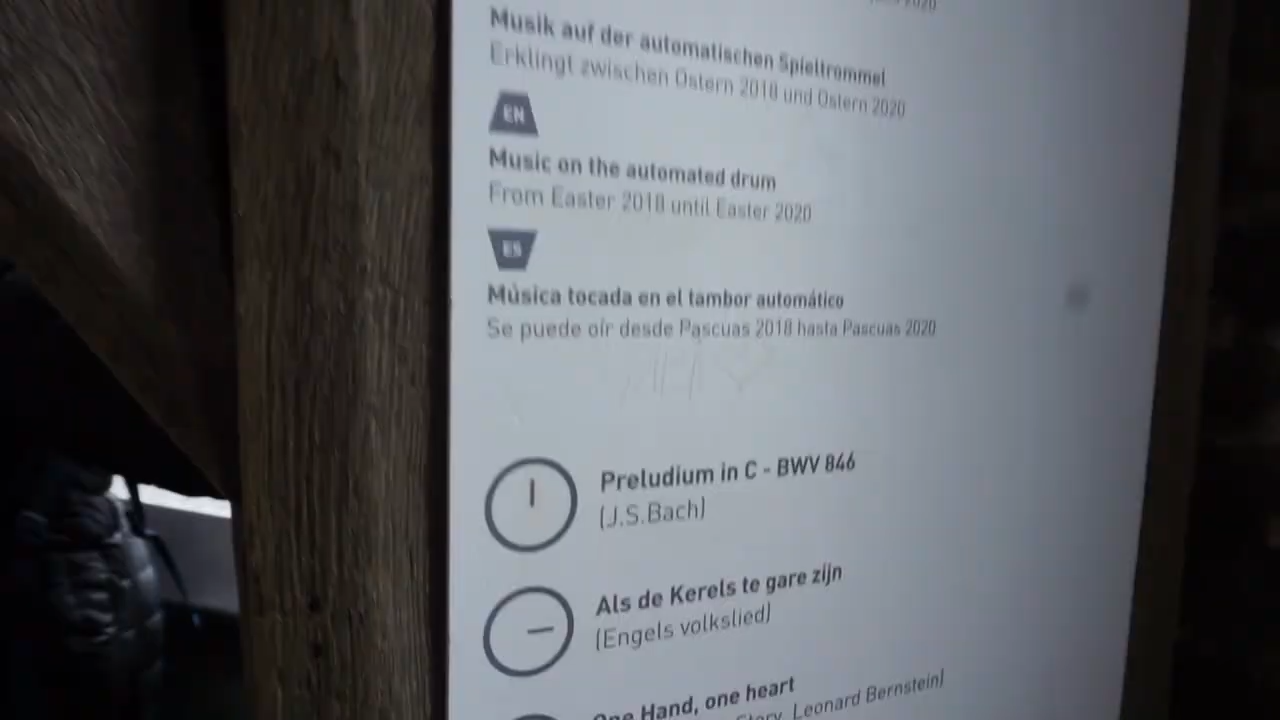 2020
Musik auf der automatischen Spieltrommel
Erklingt zwischen Ostern 2018 und Ostern 2020
EN
Music on the automated drum
From Easter 2018 until Easter 2020
ES
Música tocada en el tambor automático
Se puede oír desde Pascuas 2018 hasta Pascuas 2020
Preludium in C - BWV 846
(J.S.Bach)
Als de Kerels te gare zijn
(Engels volkslied)
One Hand, one heart
Story, Leonard Bernstein)